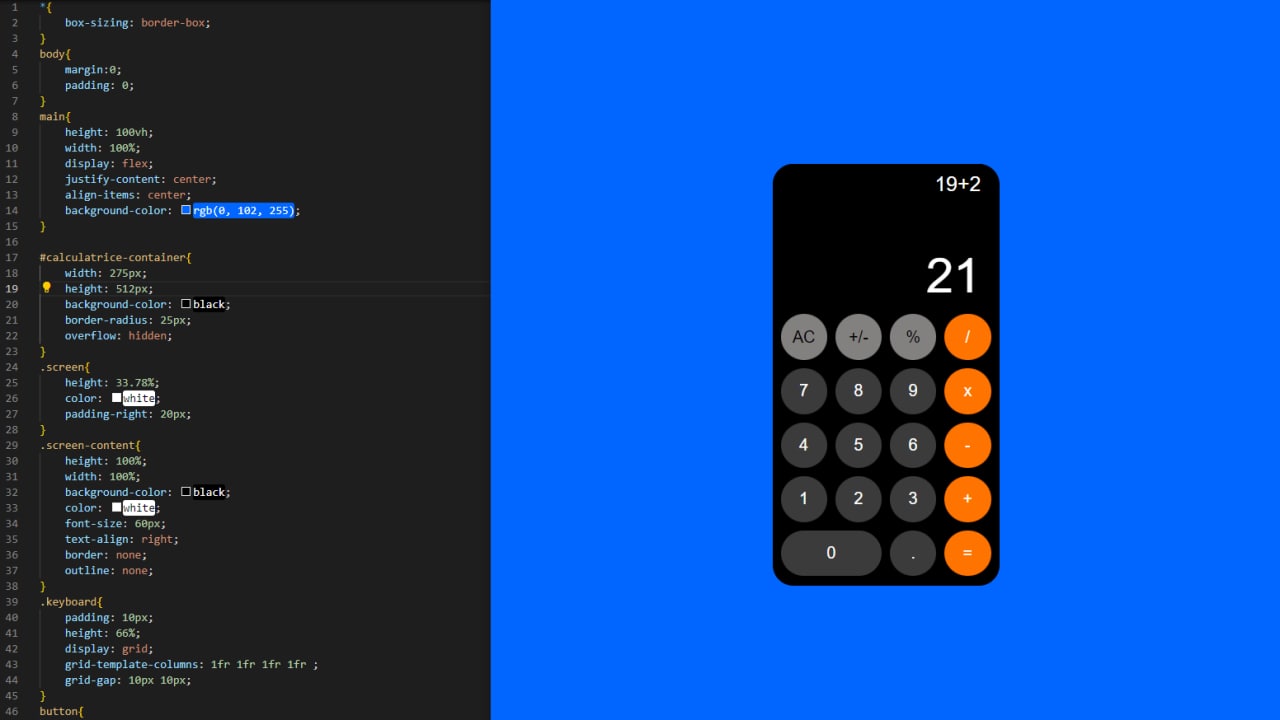 1 *{
2 box-sizing: border-box;
3 }
4 body{
5 margin:0;
6 padding: 0;
7 }
8 main{
9 height: 100vh;
10 width: 100%;
11 display: flex;
12 justify-content: center;
13 align-items: center;
14 background-color: rgb(0, 102, 255);
15 }
16
17 #calculatrice-container{
18 width: 275px;
19 height: 512px;
20 background-color: black;
21 border-radius: 25px;
22 overflow: hidden;
23 }
24 .screen{
25 height: 33.78%;
26 color: white;
27 padding-right: 20px;
28 }
29 .screen-content{
30 height: 100%;
31 width: 100%;
32 background-color: black;
33 color: white;
34 font-size: 60px;
35 text-align: right;
36 border: none;
37 outline: none;
38 }
39 .keyboard{
40 padding: 10px;
41 height: 66%;
42 display: grid;
43 grid-template-columns: 1fr 1fr 1fr 1fr ;
44 grid-gap: 10px 10px;
45 }
46 button{
19+2
21
AC +/- % /
7 8 9 x
4 5 6 -
1 2 3 +
0 . =